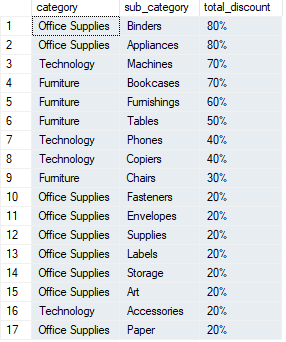 category sub_category total_discount
1 Office Supplies Binders 80%
2 Office Supplies Appliances 80%
3 Technology Machines 70%
4 Furniture Bookcases 70%
5 Furniture Furnishings 60%
6 Furniture Tables 50%
7 Technology Phones 40%
8 Technology Copiers 40%
9 Furniture Chairs 30%
10 Office Supplies Fasteners 20%
11 Office Supplies Envelopes 20%
12 Office Supplies Supplies 20%
13 Office Supplies Labels 20%
14 Office Supplies Storage 20%
15 Office Supplies Art 20%
16 Technology Accessories 20%
17 Office Supplies Paper 20%